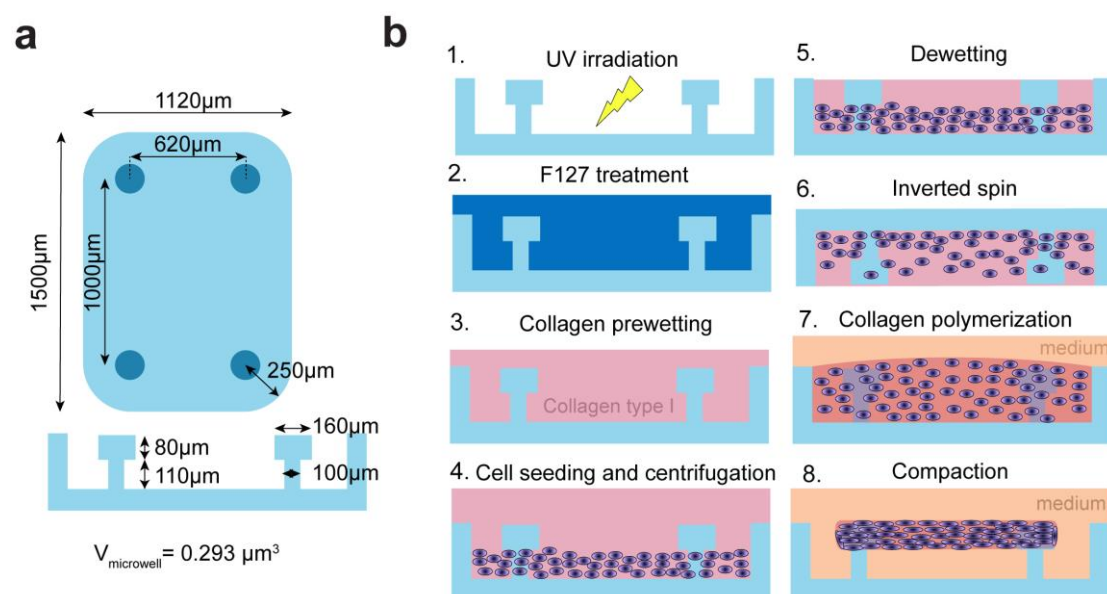 a
1120µm
620µm
1500µm
1000µm
250µm
160µm
80µm
110µm
100µm
Vmicrowell= 0.293 µm³
b
1.
UV irradiation
2.
F127 treatment
3.
Collagen prewetting
Collagen type I
4.
Cell seeding and centrifugation
5.
Dewetting
6.
Inverted spin
7.
Collagen polymerization
medium
8.
Compaction
medium